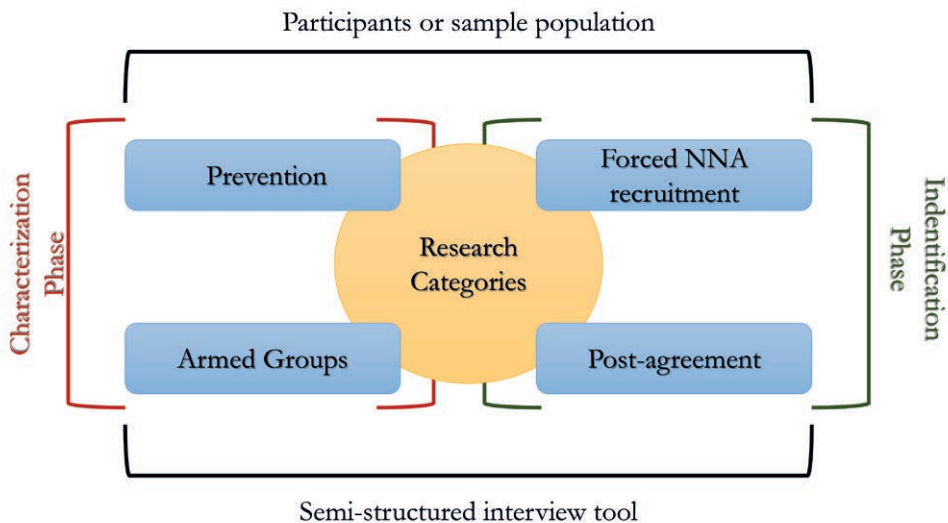 Participants or sample population
Characterization
Phase
Prevention
Forced NNA
recruitment
Research
Categories
Armed Groups
Post-agreement
Indentification
Phase
Semi-structured interview tool